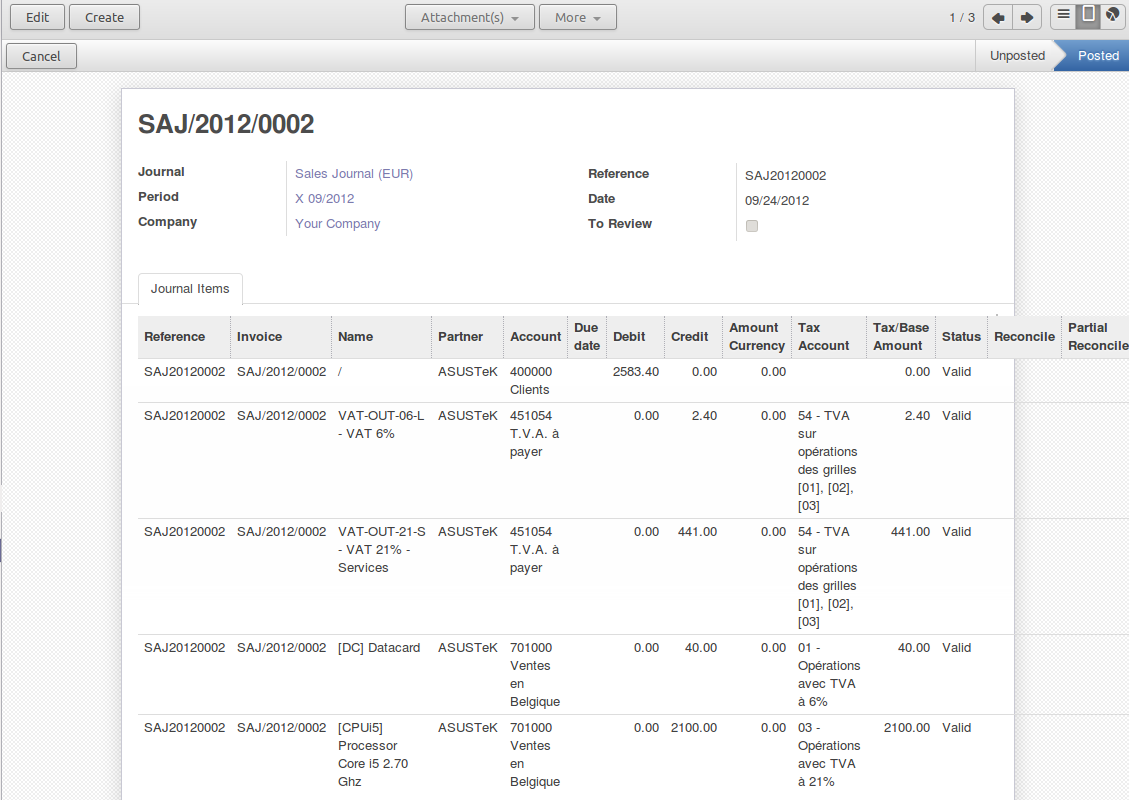 Edit Create Attachment(s) More 1 / 3
Cancel Unposted Posted
SAJ/2012/0002
Journal Sales Journal (EUR) Reference SAJ20120002
Period X 09/2012 Date 09/24/2012
Company Your Company To Review
Journal Items
Reference Invoice Name Partner Account Due date Debit Credit Amount Currency Tax Account Tax/Base Amount Status Reconcile Partial Reconcile
SAJ20120002 SAJ/2012/0002 / ASUSTeK 400000 2583.40 0.00 0.00 0.00 Valid
Clients
SAJ20120002 SAJ/2012/0002 VAT-OUT-06-L ASUSTeK 451054 0.00 2.40 0.00 54 - TVA 2.40 Valid
- VAT 6% T.V.A. à sur
payer opérations
des grilles
[01], [02],
[03]
SAJ20120002 SAJ/2012/0002 VAT-OUT-21-S ASUSTeK 451054 0.00 441.00 0.00 54 - TVA 441.00 Valid
- VAT 21% - T.V.A. à sur
Services payer opérations
des grilles
[01], [02],
[03]
SAJ20120002 SAJ/2012/0002 [DC] Datacard ASUSTeK 701000 0.00 40.00 0.00 01 - 40.00 Valid
Ventes Opérations
en avec TVA
Belgique à 6%
SAJ20120002 SAJ/2012/0002 [CPUi5] ASUSTeK 701000 0.00 2100.00 0.00 03 - 2100.00 Valid
Processor Ventes Opérations
Core i5 2.70 en avec TVA
Ghz Belgique à 21%